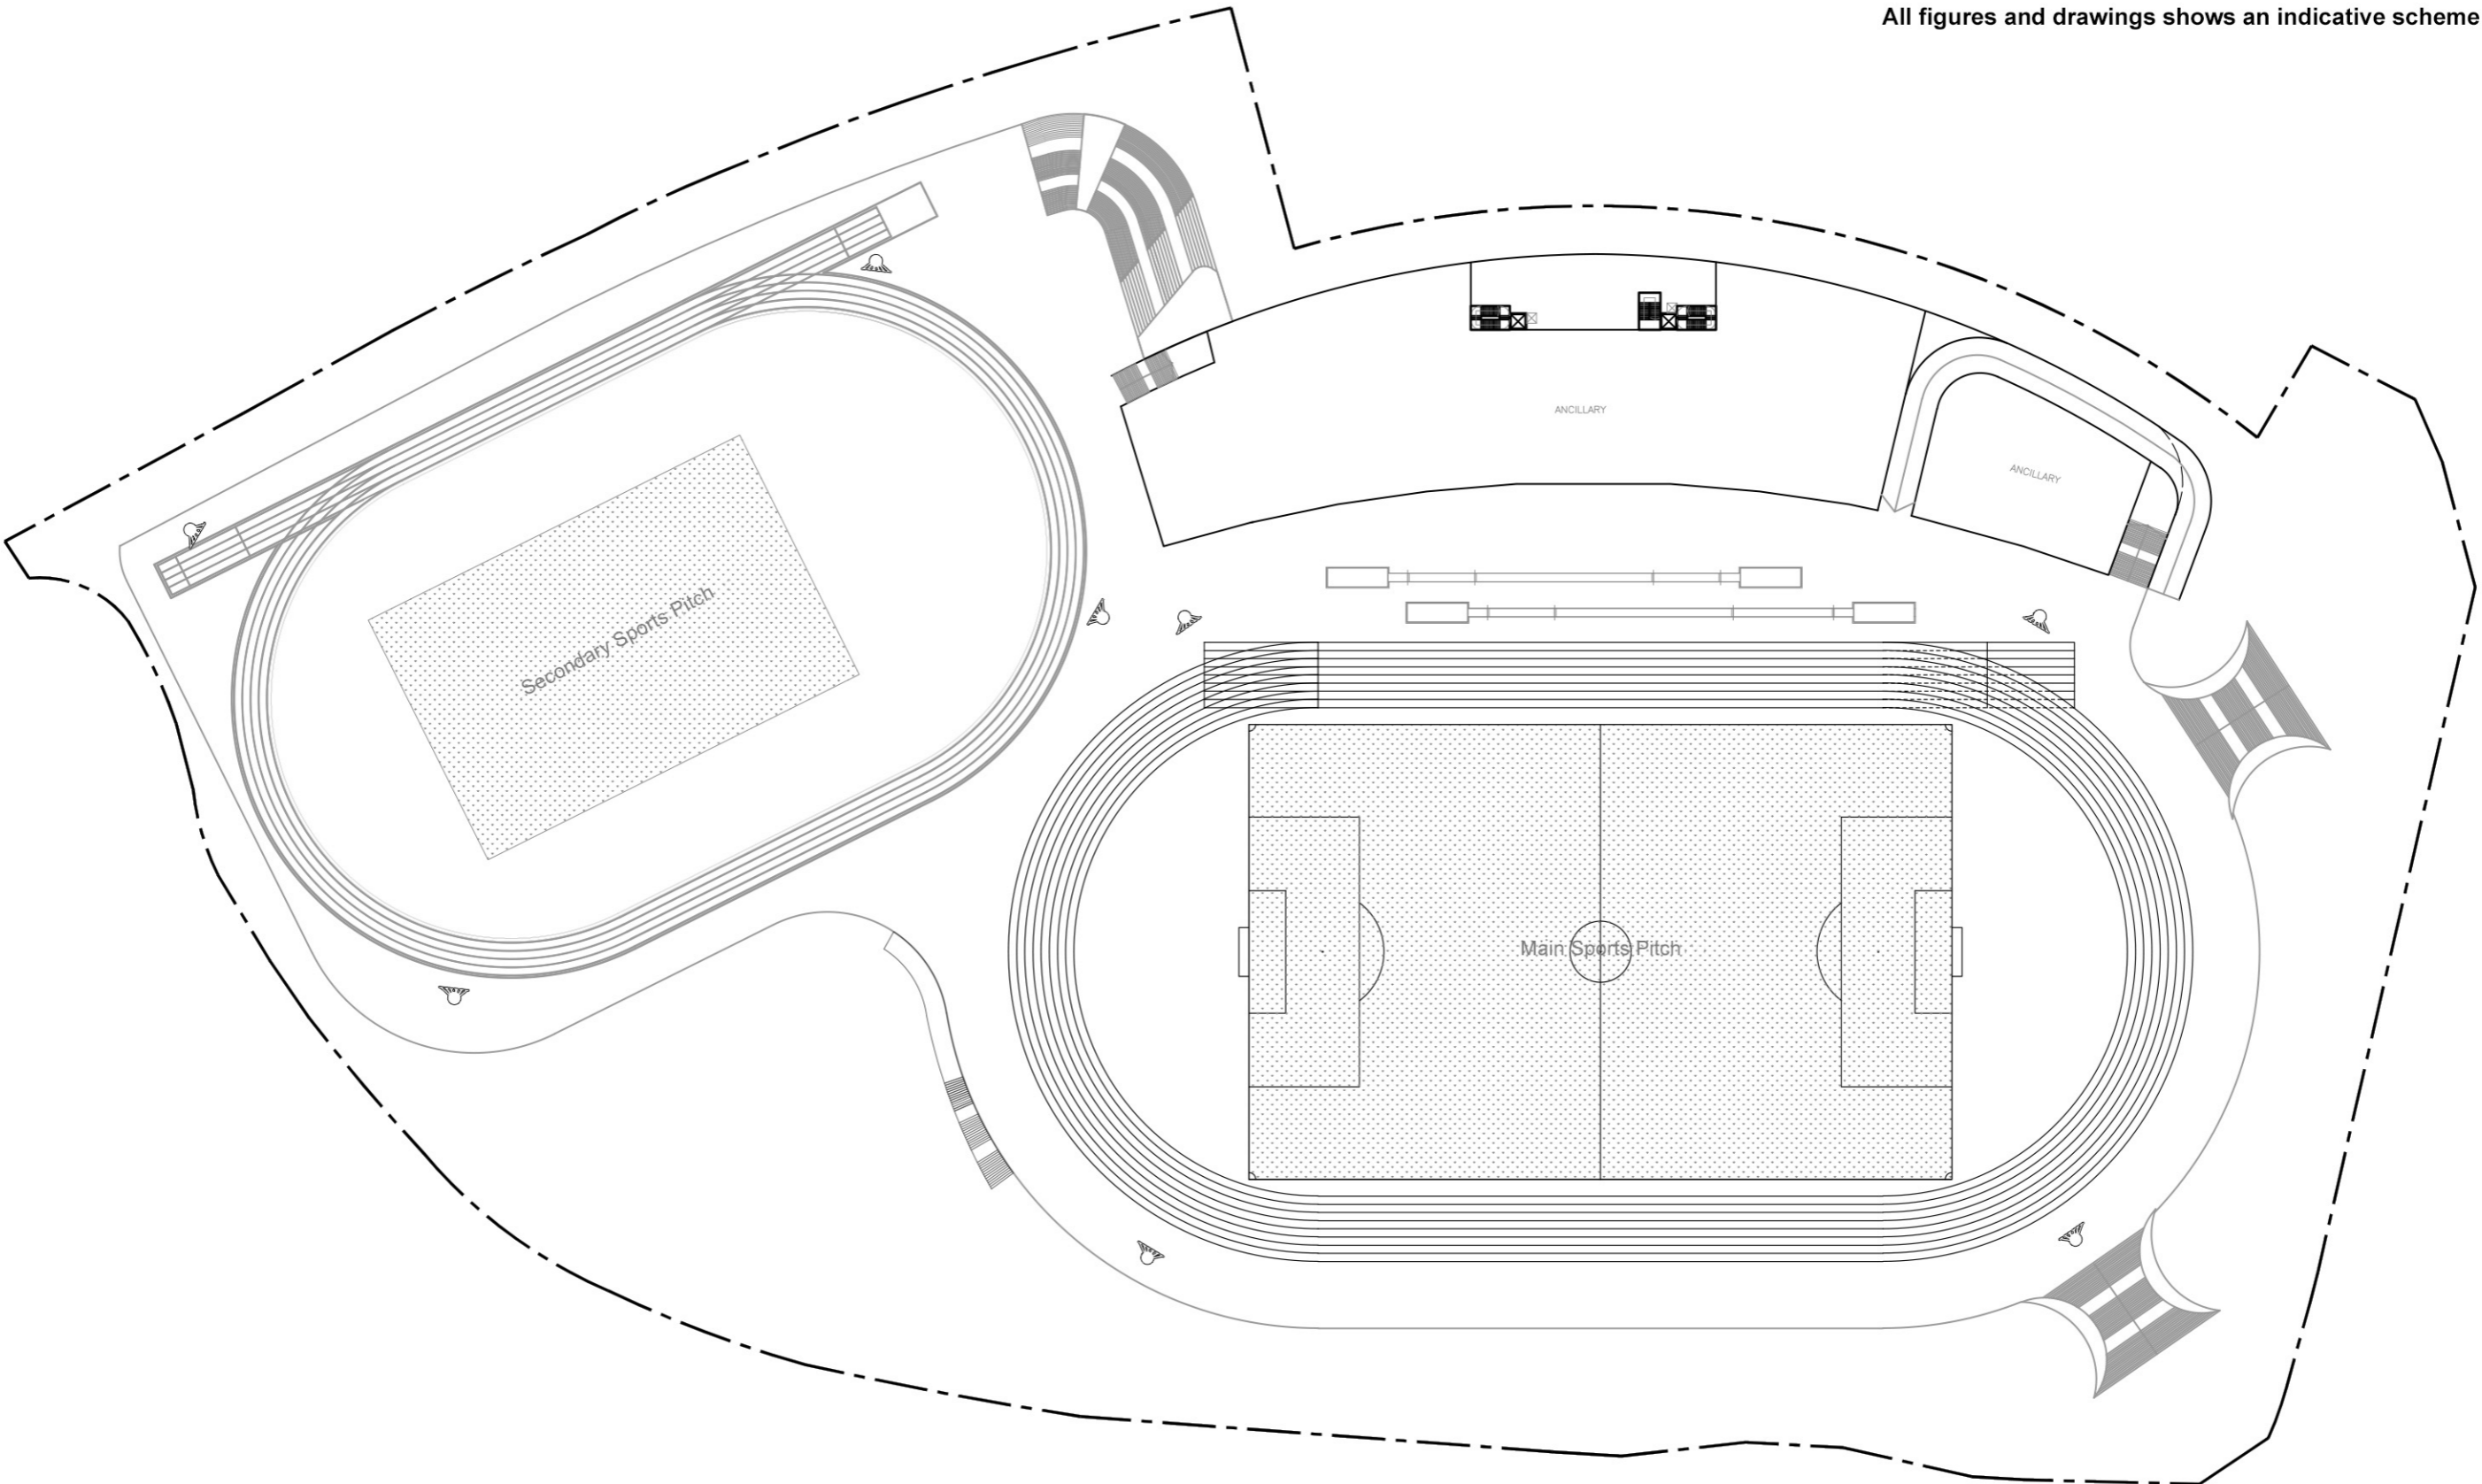 All figures and drawings shows an indicative scheme
ANCILLARY
ANCILLARY
Secondary Sports Pitch
Main Sports Pitch